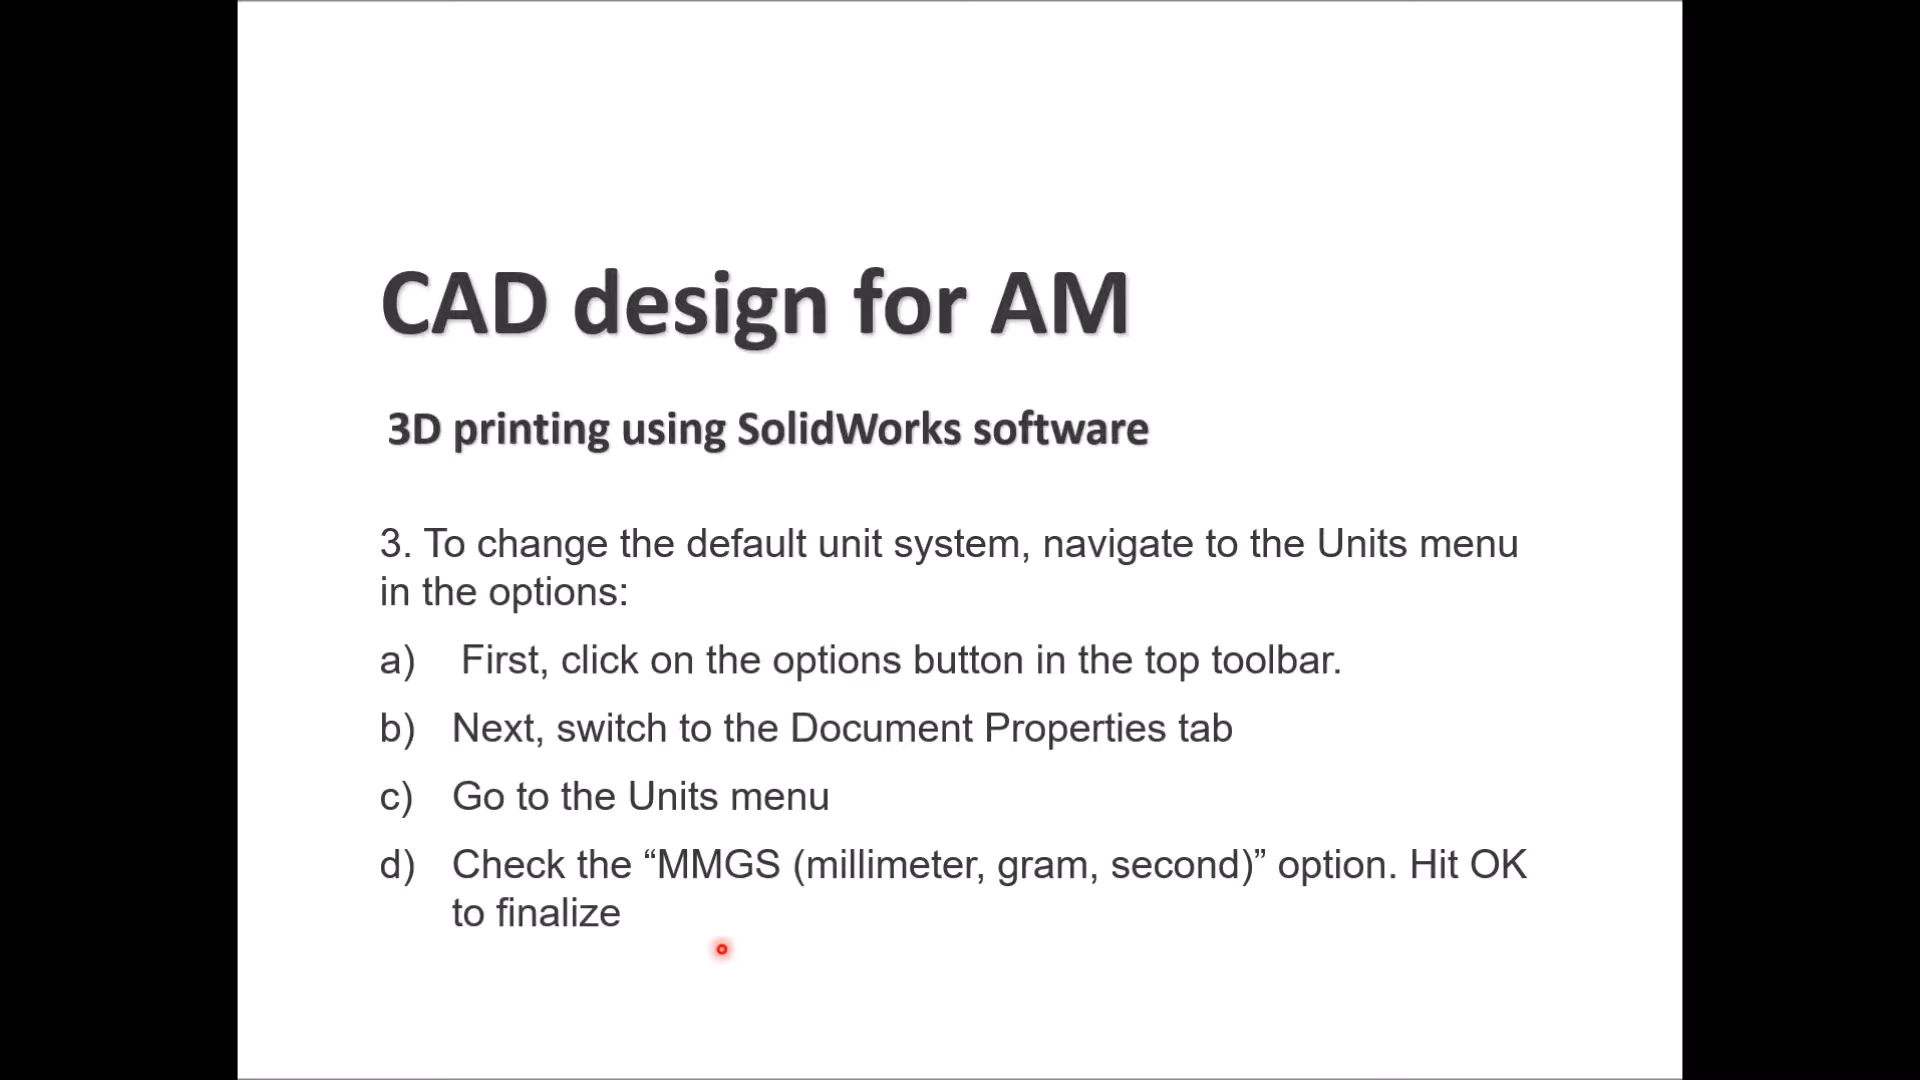 CAD design for AM
3D printing using SolidWorks software
3. To change the default unit system, navigate to the Units menu
in the options:
a) First, click on the options button in the top toolbar.
b) Next, switch to the Document Properties tab
c) Go to the Units menu
d) Check the “MMGS (millimeter, gram, second)” option. Hit OK
to finalize